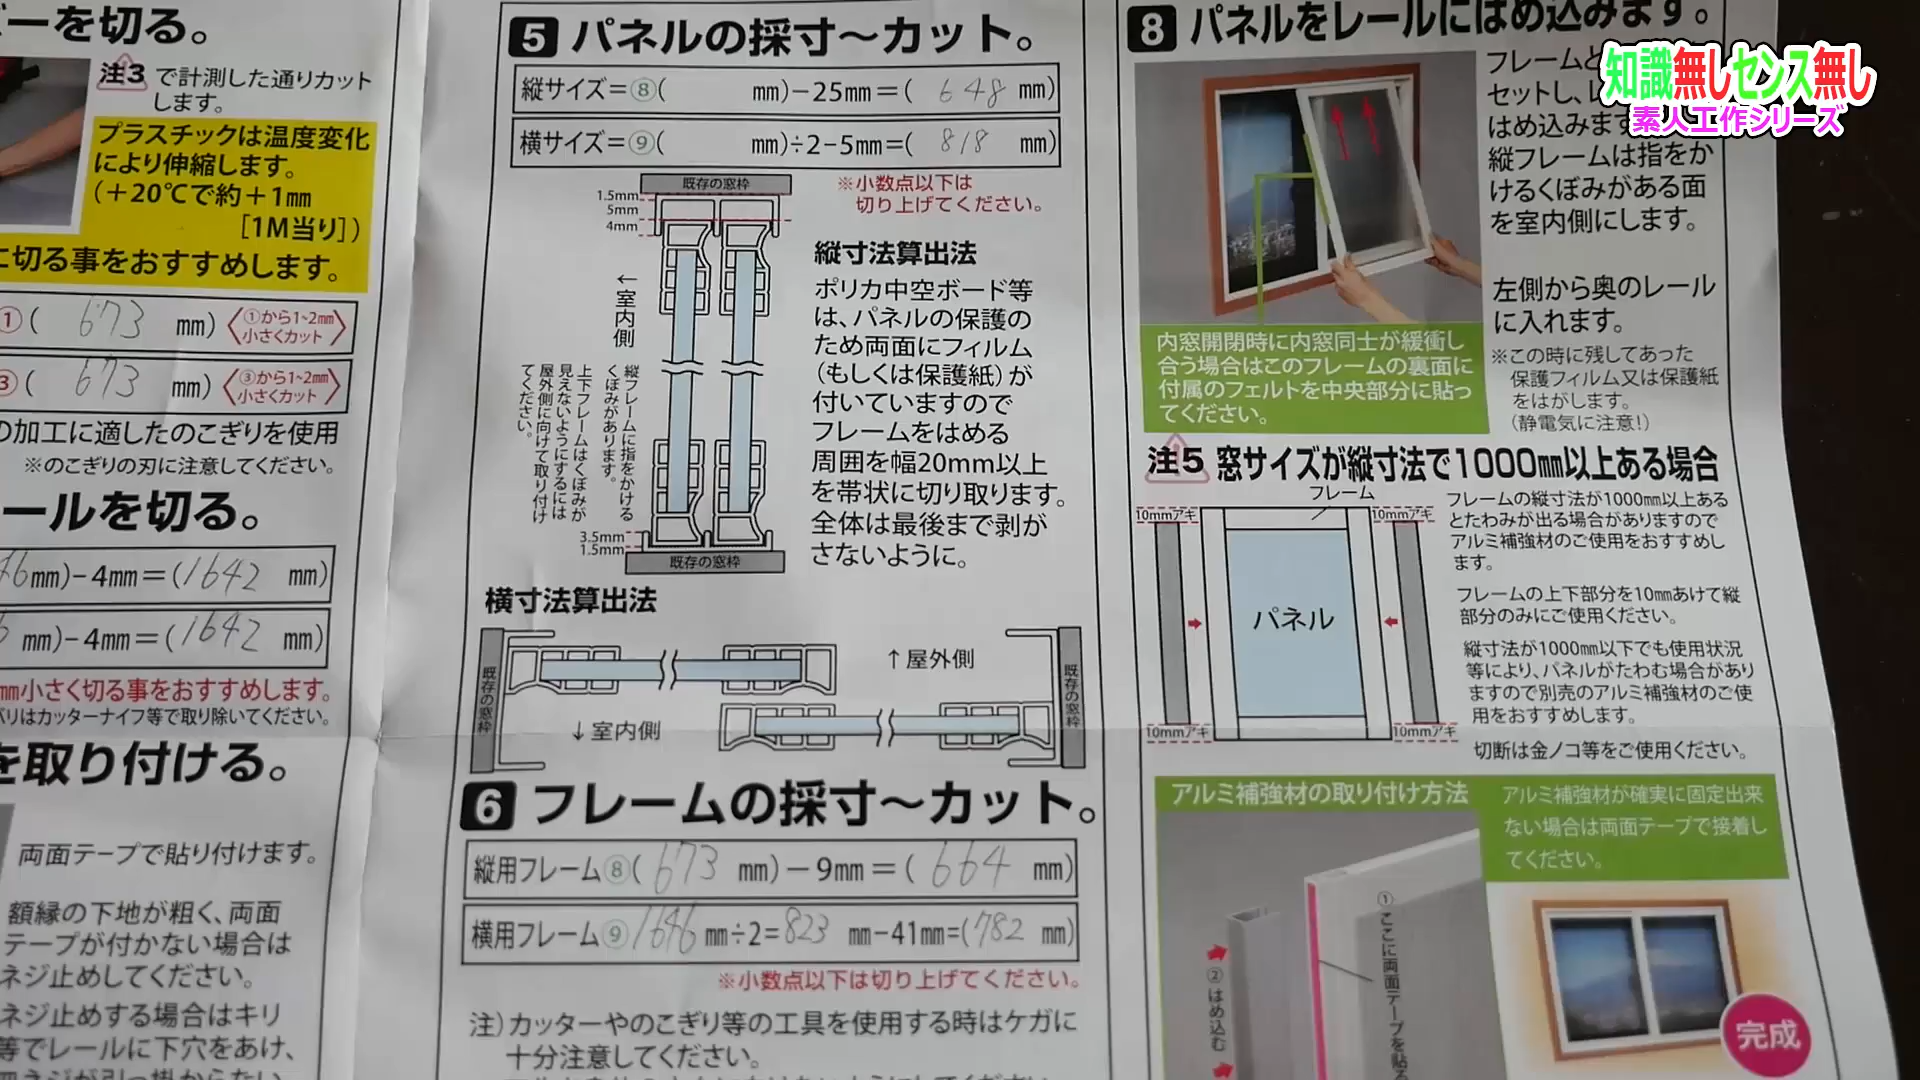 ーを切る。
注3 で計測した通りカット
します。
プラスチックは温度変化
により伸縮します。
(+20℃で約+1mm
[1M当り])
に切る事をおすすめします。
①( 673 mm) 〈①から1~2mm小さくカット〉
③( 673 mm) 〈③から1~2mm小さくカット〉
の加工に適したのこぎりを使用
※のこぎりの刃に注意してください。
ールを切る。
46mm)-4mm=(1642 mm)
mm)-4mm=(1642 mm)
mm小さく切る事をおすすめします。
バリはカッターナイフ等で取り除いてください。
を取り付ける。
両面テープで貼り付けます。
額縁の下地が粗く、両面
テープが付かない場合は
ネジ止めしてください。
ネジ止めする場合はキリ
等でレールに下穴をあけ、
5 パネルの採寸~カット。
縦サイズ=⑧( mm)-25mm=( 648 mm)
横サイズ=⑨( mm)÷2-5mm=( 818 mm)
※小数点以下は
切り上げてください。
既存の窓枠
1.5mm
5mm
4mm
←室内側
縦フレームに指をかける
くぼみがあります。
上下フレームはくぼみが
見えないようにするには
屋外側に向けて取り付け
てください。
3.5mm
1.5mm
既存の窓枠
縦寸法算出法
ポリカ中空ボード等
は、パネルの保護の
ため両面にフィルム
(もしくは保護紙)が
付いていますので
フレームをはめる
周囲を幅20mm以上
を帯状に切り取ります。
全体は最後まで剥が
さないように。
横寸法算出法
既存の窓枠
↑屋外側
↓室内側
既存の窓枠
6 フレームの採寸~カット。
縦用フレーム⑧( 673 mm)-9mm=( 664 mm)
横用フレーム⑨ 1646 mm÷2=823 mm-41mm=(782 mm)
※小数点以下は切り上げてください。
注)カッターやのこぎり等の工具を使用する時はケガに
十分注意してください。
8 パネルをレールにはめ込みます。
知識無しセンス無し
素人工作シリーズ
フレームと
セットし、レ
はめ込みます
縦フレームは指をか
けるくぼみがある面
を室内側にします。
左側から奥のレール
に入れます。
※この時に残してあった
保護フィルム又は保護紙
をはがします。
(静電気に注意!)
内窓開閉時に内窓同士が緩衝し
合う場合はこのフレームの裏面に
付属のフェルトを中央部分に貼っ
てください。
注5 窓サイズが縦寸法で1000mm以上ある場合
フレーム
10mmアキ
10mmアキ
パネル
10mmアキ
10mmアキ
フレームの縦寸法が1000mm以上ある
とたわみが出る場合がありますので
アルミ補強材のご使用をおすすめし
ます。
フレームの上下部分を10mmあけて縦
部分のみにご使用ください。
縦寸法が1000mm以下でも使用状況
等により、パネルがたわむ場合があり
ますので別売のアルミ補強材のご使
用をおすすめします。
切断は金ノコ等をご使用ください。
アルミ補強材の取り付け方法
アルミ補強材が確実に固定出来
ない場合は両面テープで接着し
てください。
①ここに両面テープを貼る
②はめ込む
完成